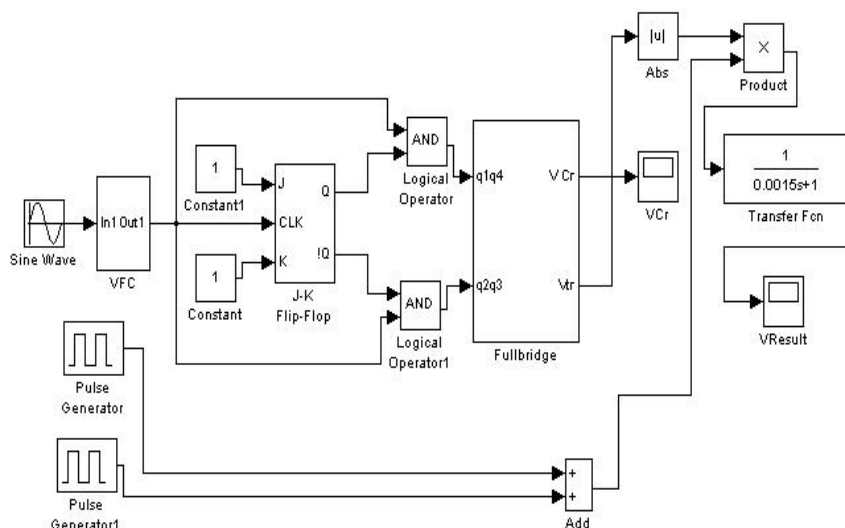 |u|
Abs
X
Product
1
0.0015s+1
Transfer Fcn
AND
Logical
Operator
1
Constant1
J
Q
CLK
K
!Q
J-K
Flip-Flop
q1q4
VCr
q2q3
Vtr
Fullbridge
VCr
Sine Wave
In1 Out1
VFC
1
Constant
AND
Logical
Operator1
VResult
Pulse
Generator
Pulse
Generator1
+
+
Add